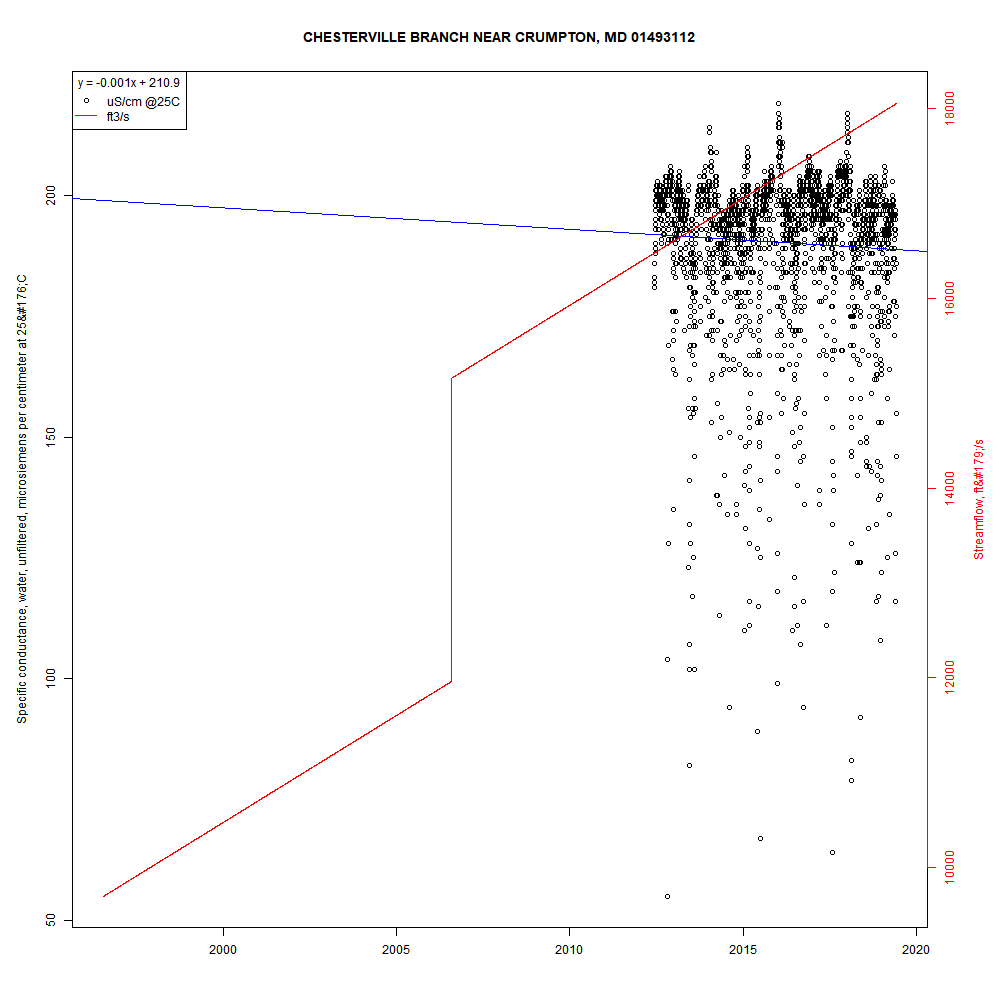 CHESTERVILLE BRANCH NEAR CRUMPTON, MD 01493112
y = -0.001x + 210.9
uS/cm @25C
ft3/s
Specific conductance, water, unfiltered, microsiemens per centimeter at 25&#176;C
200
150
100
50
2000
2005
2010
2015
2020
18000
16000
14000
12000
10000
Streamflow, ft&#179;/s